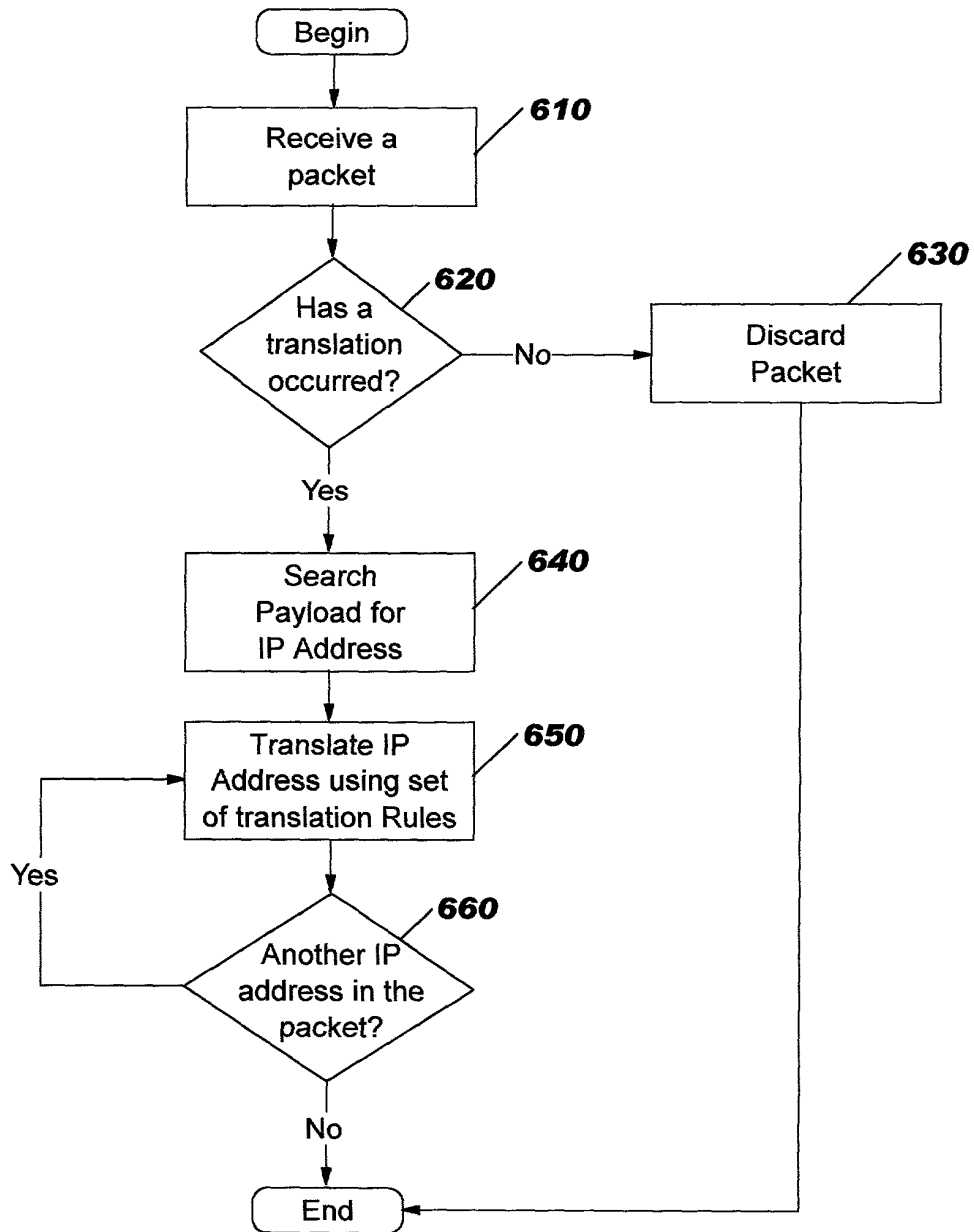 Begin
610
Receive a
packet
620
Has a
translation
occurred?
No
630
Discard
Packet
Yes
640
Search
Payload for
IP Address
650
Translate IP
Address using set
of translation Rules
Yes
660
Another IP
address in the
packet?
No
End